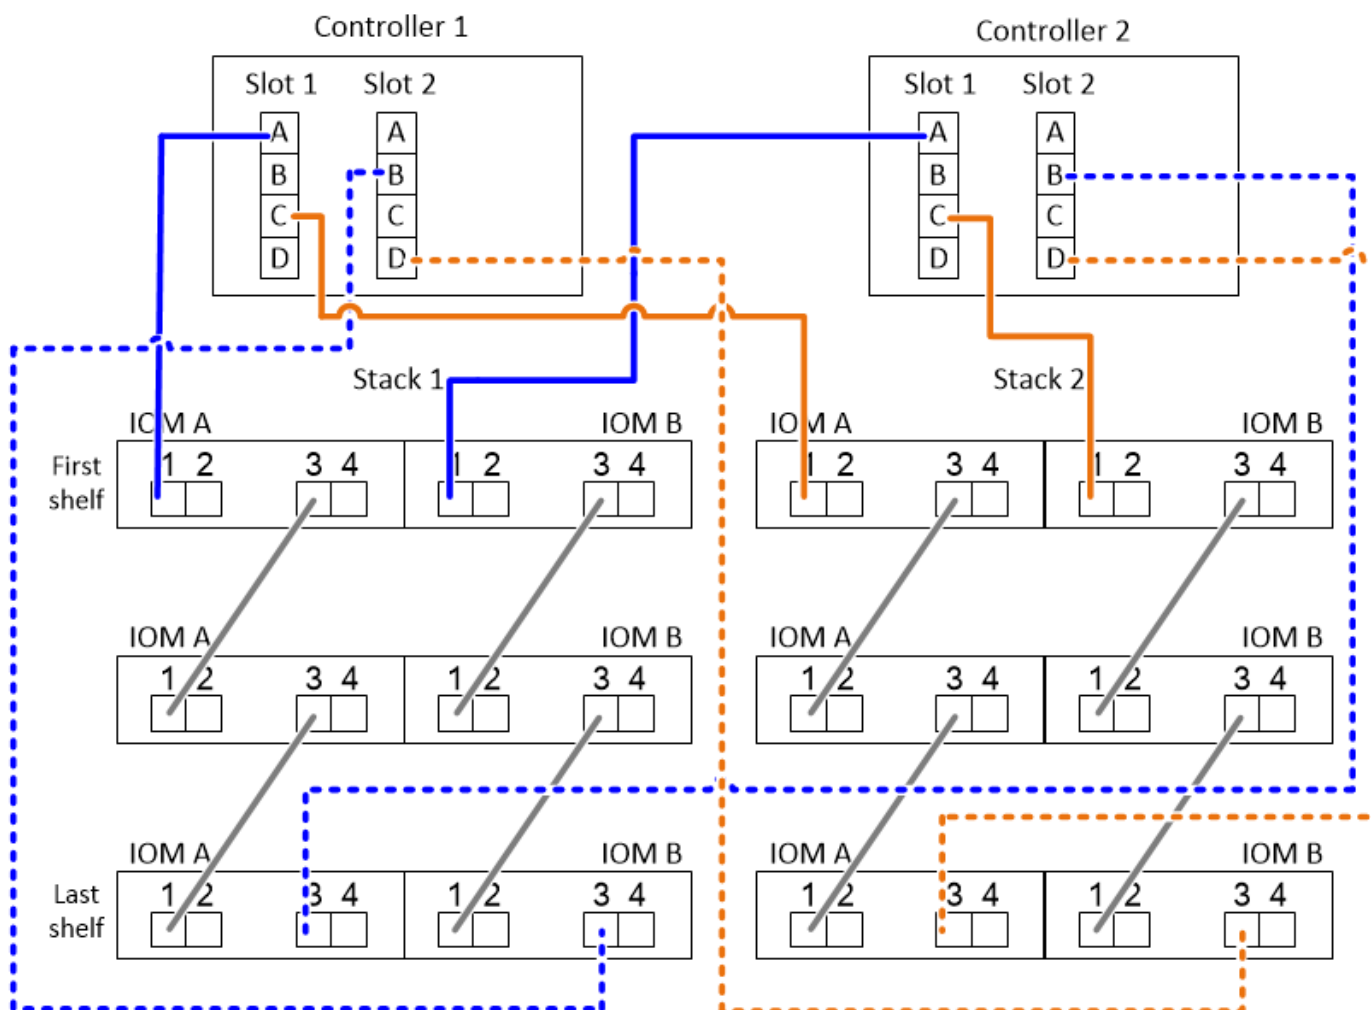 Controller 1
Controller 2
Slot 1 Slot 2
Slot 1 Slot 2
A A
B B
C C
D D
A A
B B
C C
D D
Stack 1
Stack 2
IOM A IOM B
IOM A IOM B
First shelf
1 2 3 4 1 2 3 4
1 2 3 4 1 2 3 4
IOM A IOM B
IOM A IOM B
1 2 3 4 1 2 3 4
1 2 3 4 1 2 3 4
IOM A IOM B
IOM A IOM B
Last shelf
1 2 3 4 1 2 3 4
1 2 3 4 1 2 3 4